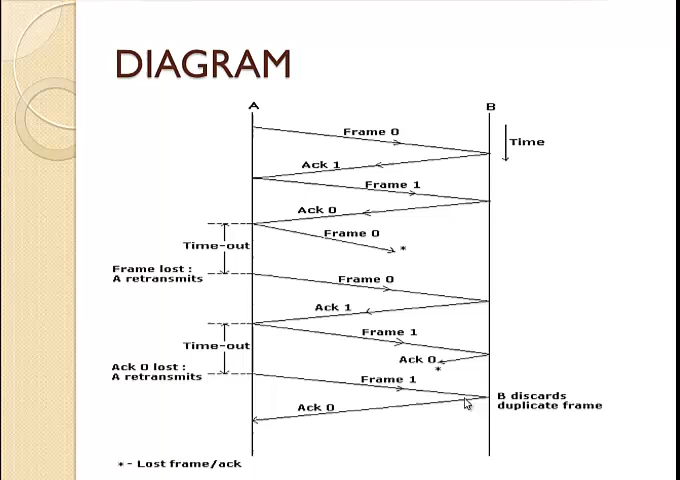 DIAGRAM
A
B
Frame 0
Time
Ack 1
Frame 1
Ack 0
Frame 0
*
Time-out
Frame lost :
A retransmits
Frame 0
Ack 1
Frame 1
Time-out
Ack 0
*
Ack 0 lost :
A retransmits
Frame 1
B discards
duplicate frame
Ack 0
* - Lost frame/ack